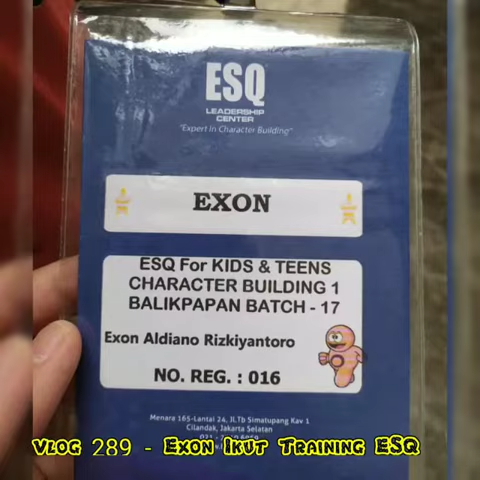 ESQ
LEADERSHIP
CENTER
"Expert in Character Building"
EXON
ESQ For KIDS & TEENS
CHARACTER BUILDING 1
BALIKPAPAN BATCH - 17
Exon Aldiano Rizkiyantoro
NO. REG. : 016
Menara 165-Lantai 24, Jl.TB Simatupang Kav 1
Cilandak, Jakarta Selatan
Vlog 289 - Exon Ikut Training ESQ